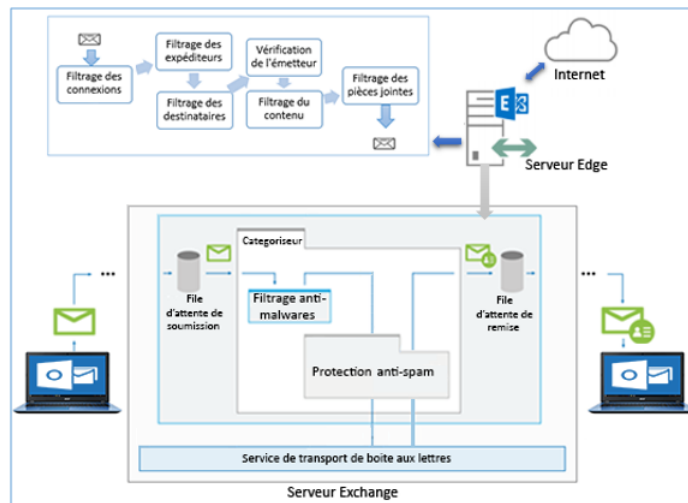 Filtrage des
connexions
Filtrage des
expéditeurs
Filtrage des
destinataires
Vérification
de l'émetteur
Filtrage du
contenu
Filtrage des
pièces jointes
Internet
E
Serveur Edge
Categoriseur
File
d'attente de
soumission
Filtrage anti-
malwares
Protection anti-spam
File
d'attente de
remise
...
...
O
O
Service de transport de boite aux lettres
Serveur Exchange